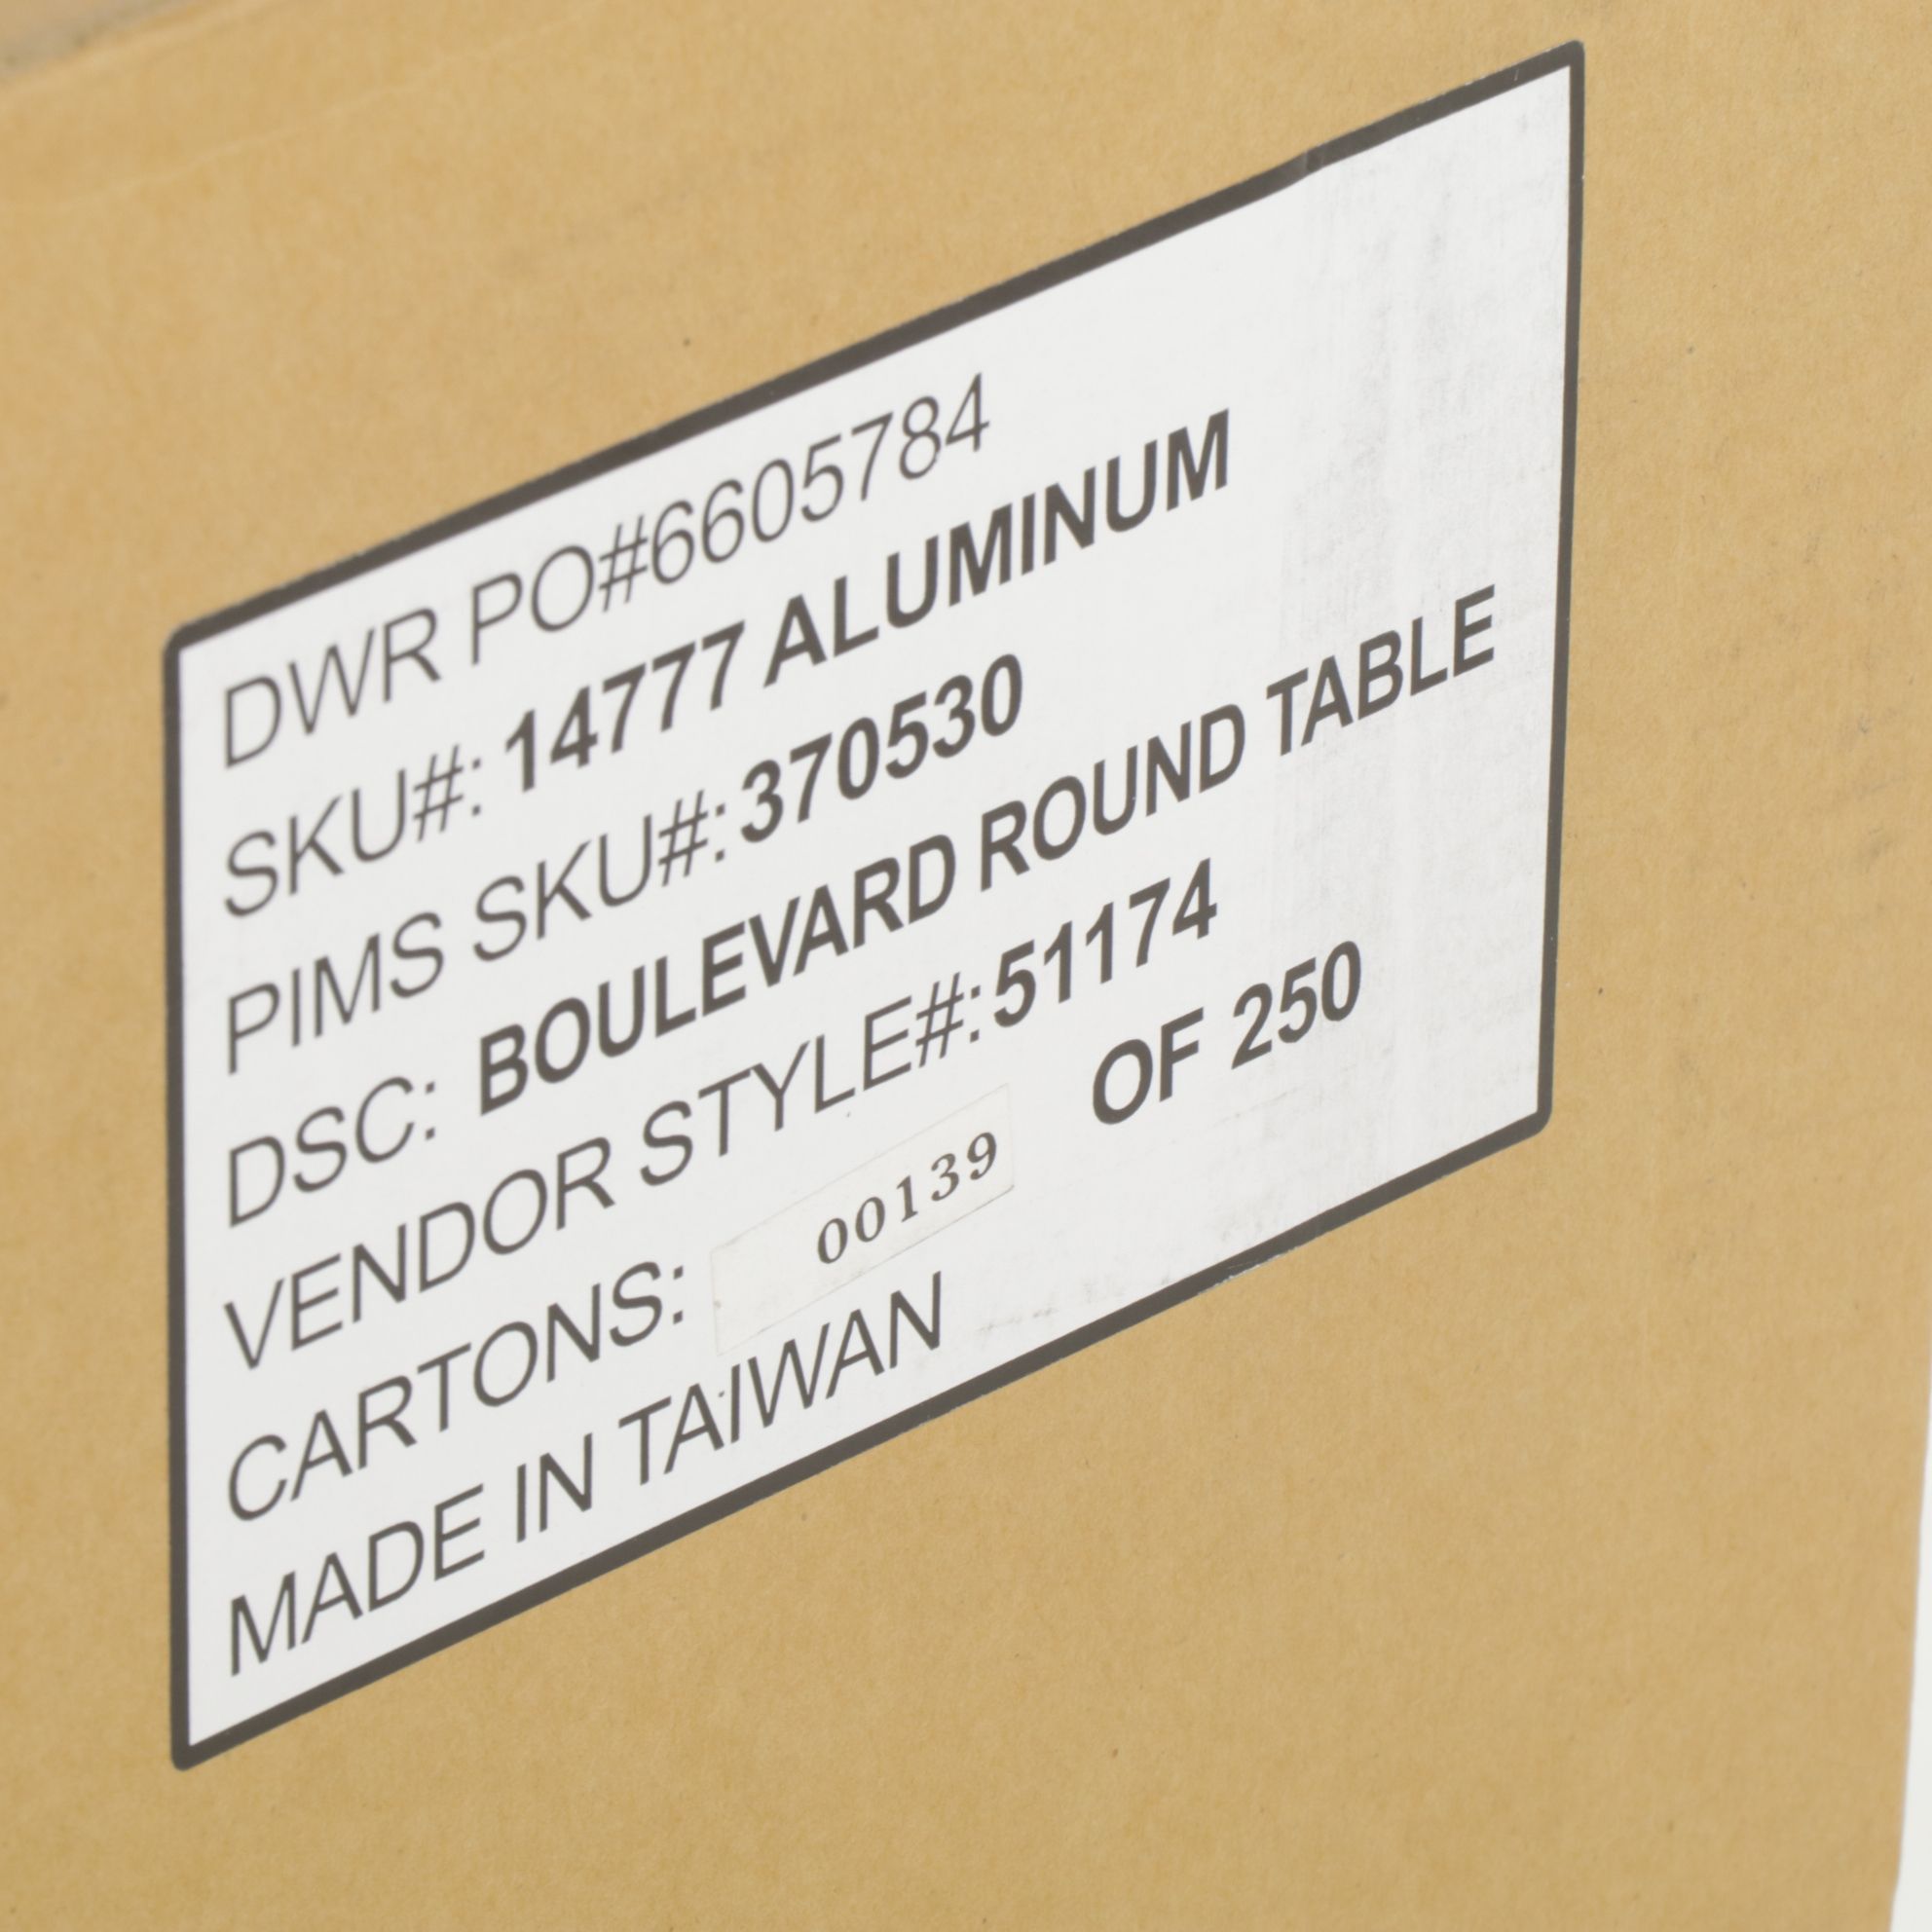 DWR PO#6605784
SKU#: 14777 ALUMINUM
PIMS SKU#: 370530
DSC: BOULEVARD ROUND TABLE
VENDOR STYLE#: 51174
CARTONS: 00139 OF 250
MADE IN TAIWAN